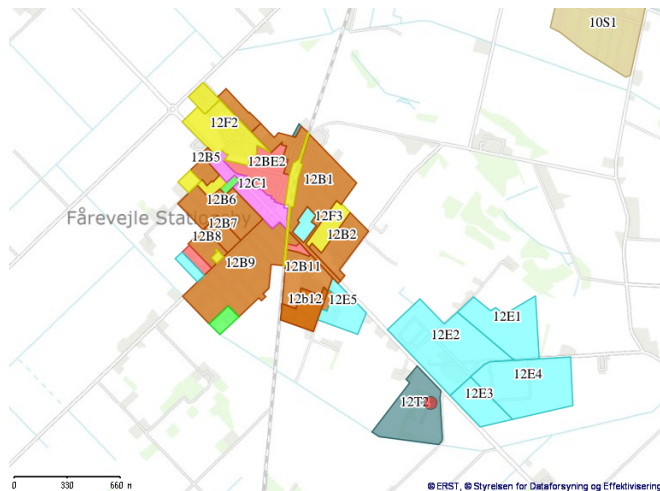 10S1
12F2
12B5
12BE2
12B1
12C1
12B6
12F3
Fårevejle Stationsby
12B7
12B2
12B8
12B9
12B11
12b12
12E5
12E1
12E2
12E4
12E3
12T2
0 330 660 m
© ERST, © Styrelsen for Dataforsyning og Effektivisering